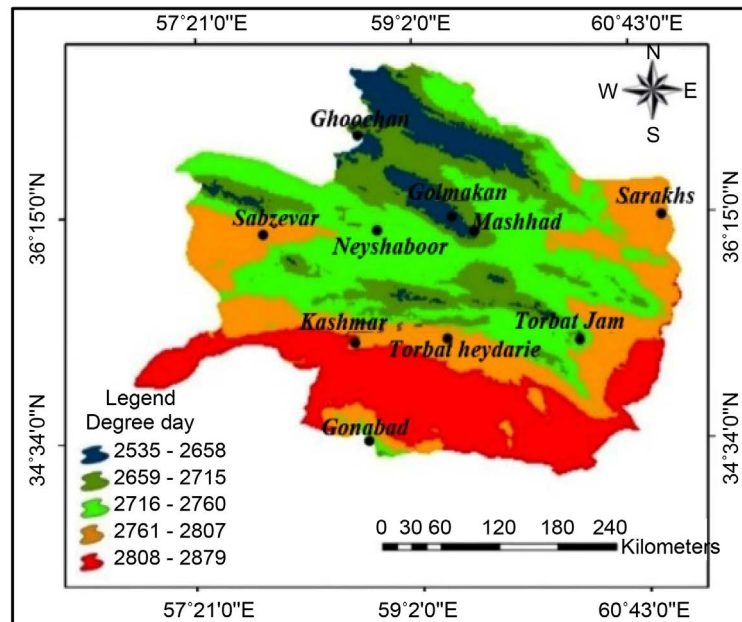 57°21'0"E 59°2'0"E 60°43'0"E
N
W E
S
Ghoochan
36°15'0"N
Golmakan
Sarakhs
36°15'0"N
Sabzevar
Mashhad
Neyshaboor
Kashmar
Torbat Jam
Torbat heydarie
Legend
Degree day
Gonabad
34°34'0"N
34°34'0"N
2535 - 2658
2659 - 2715
2716 - 2760
2761 - 2807
2808 - 2879
0 30 60 120 180 240
Kilometers
57°21'0"E 59°2'0"E 60°43'0"E